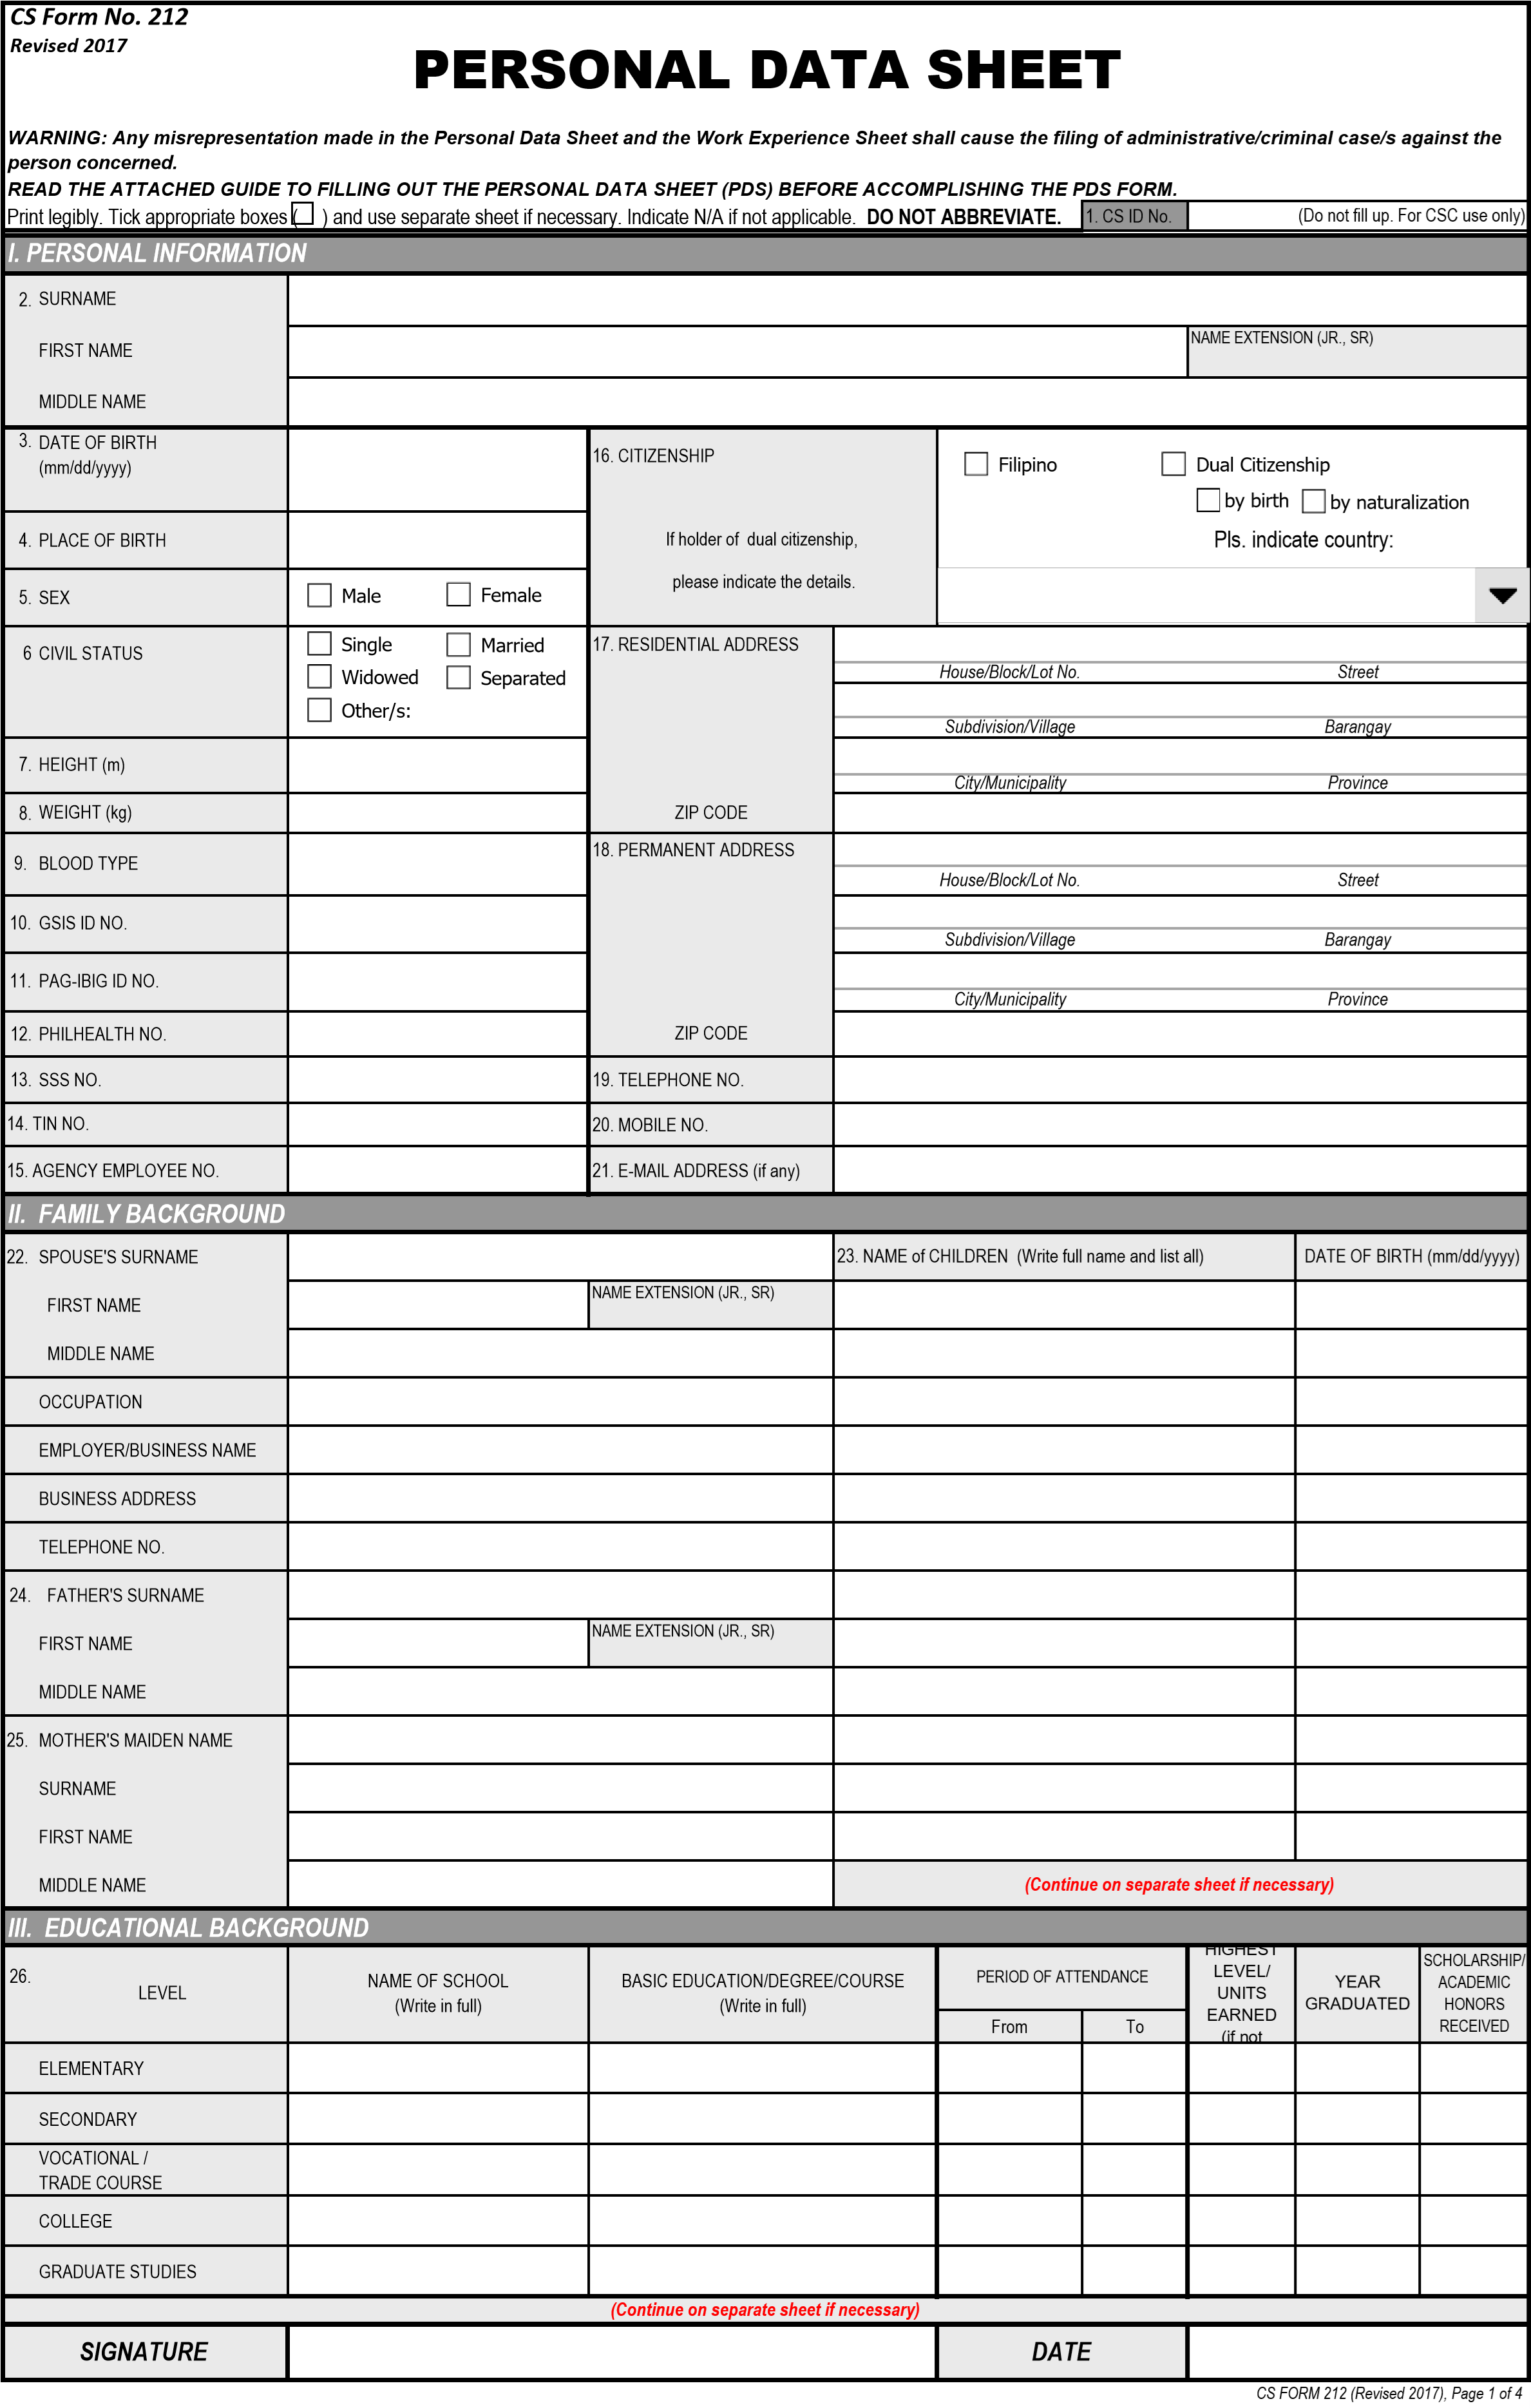 CS Form No. 212
Revised 2017
PERSONAL DATA SHEET
WARNING: Any misrepresentation made in the Personal Data Sheet and the Work Experience Sheet shall cause the filing of administrative/criminal case/s against the
person concerned.
READ THE ATTACHED GUIDE TO FILLING OUT THE PERSONAL DATA SHEET (PDS) BEFORE ACCOMPLISHING THE PDS FORM.
Print legibly. Tick appropriate boxes ( ) and use separate sheet if necessary. Indicate N/A if not applicable. DO NOT ABBREVIATE. 1. CS ID No. (Do not fill up. For CSC use only)
I. PERSONAL INFORMATION
2. SURNAME
FIRST NAME
NAME EXTENSION (JR., SR)
MIDDLE NAME
3. DATE OF BIRTH
(mm/dd/yyyy)
4. PLACE OF BIRTH
5. SEX
Male Female
6 CIVIL STATUS
Single Married
Widowed Separated
Other/s:
7. HEIGHT (m)
8. WEIGHT (kg)
9. BLOOD TYPE
10. GSIS ID NO.
11. PAG-IBIG ID NO.
12. PHILHEALTH NO.
13. SSS NO.
14. TIN NO.
15. AGENCY EMPLOYEE NO.
16. CITIZENSHIP
If holder of dual citizenship,
please indicate the details.
Filipino Dual Citizenship
by birth by naturalization
Pls. indicate country:
17. RESIDENTIAL ADDRESS
House/Block/Lot No. Street
Subdivision/Village Barangay
City/Municipality Province
ZIP CODE
18. PERMANENT ADDRESS
House/Block/Lot No. Street
Subdivision/Village Barangay
City/Municipality Province
ZIP CODE
19. TELEPHONE NO.
20. MOBILE NO.
21. E-MAIL ADDRESS (if any)
II. FAMILY BACKGROUND
22. SPOUSE'S SURNAME
FIRST NAME
NAME EXTENSION (JR., SR)
MIDDLE NAME
OCCUPATION
EMPLOYER/BUSINESS NAME
BUSINESS ADDRESS
TELEPHONE NO.
24. FATHER'S SURNAME
FIRST NAME
NAME EXTENSION (JR., SR)
MIDDLE NAME
25. MOTHER'S MAIDEN NAME
SURNAME
FIRST NAME
MIDDLE NAME
23. NAME of CHILDREN (Write full name and list all)
DATE OF BIRTH (mm/dd/yyyy)
(Continue on separate sheet if necessary)
III. EDUCATIONAL BACKGROUND
26.
LEVEL
NAME OF SCHOOL
(Write in full)
BASIC EDUCATION/DEGREE/COURSE
(Write in full)
PERIOD OF ATTENDANCE
From To
HIGHEST
LEVEL/
UNITS
EARNED
(if not
YEAR
GRADUATED
SCHOLARSHIP/
ACADEMIC
HONORS
RECEIVED
ELEMENTARY
SECONDARY
VOCATIONAL /
TRADE COURSE
COLLEGE
GRADUATE STUDIES
(Continue on separate sheet if necessary)
SIGNATURE DATE
CS FORM 212 (Revised 2017), Page 1 of 4